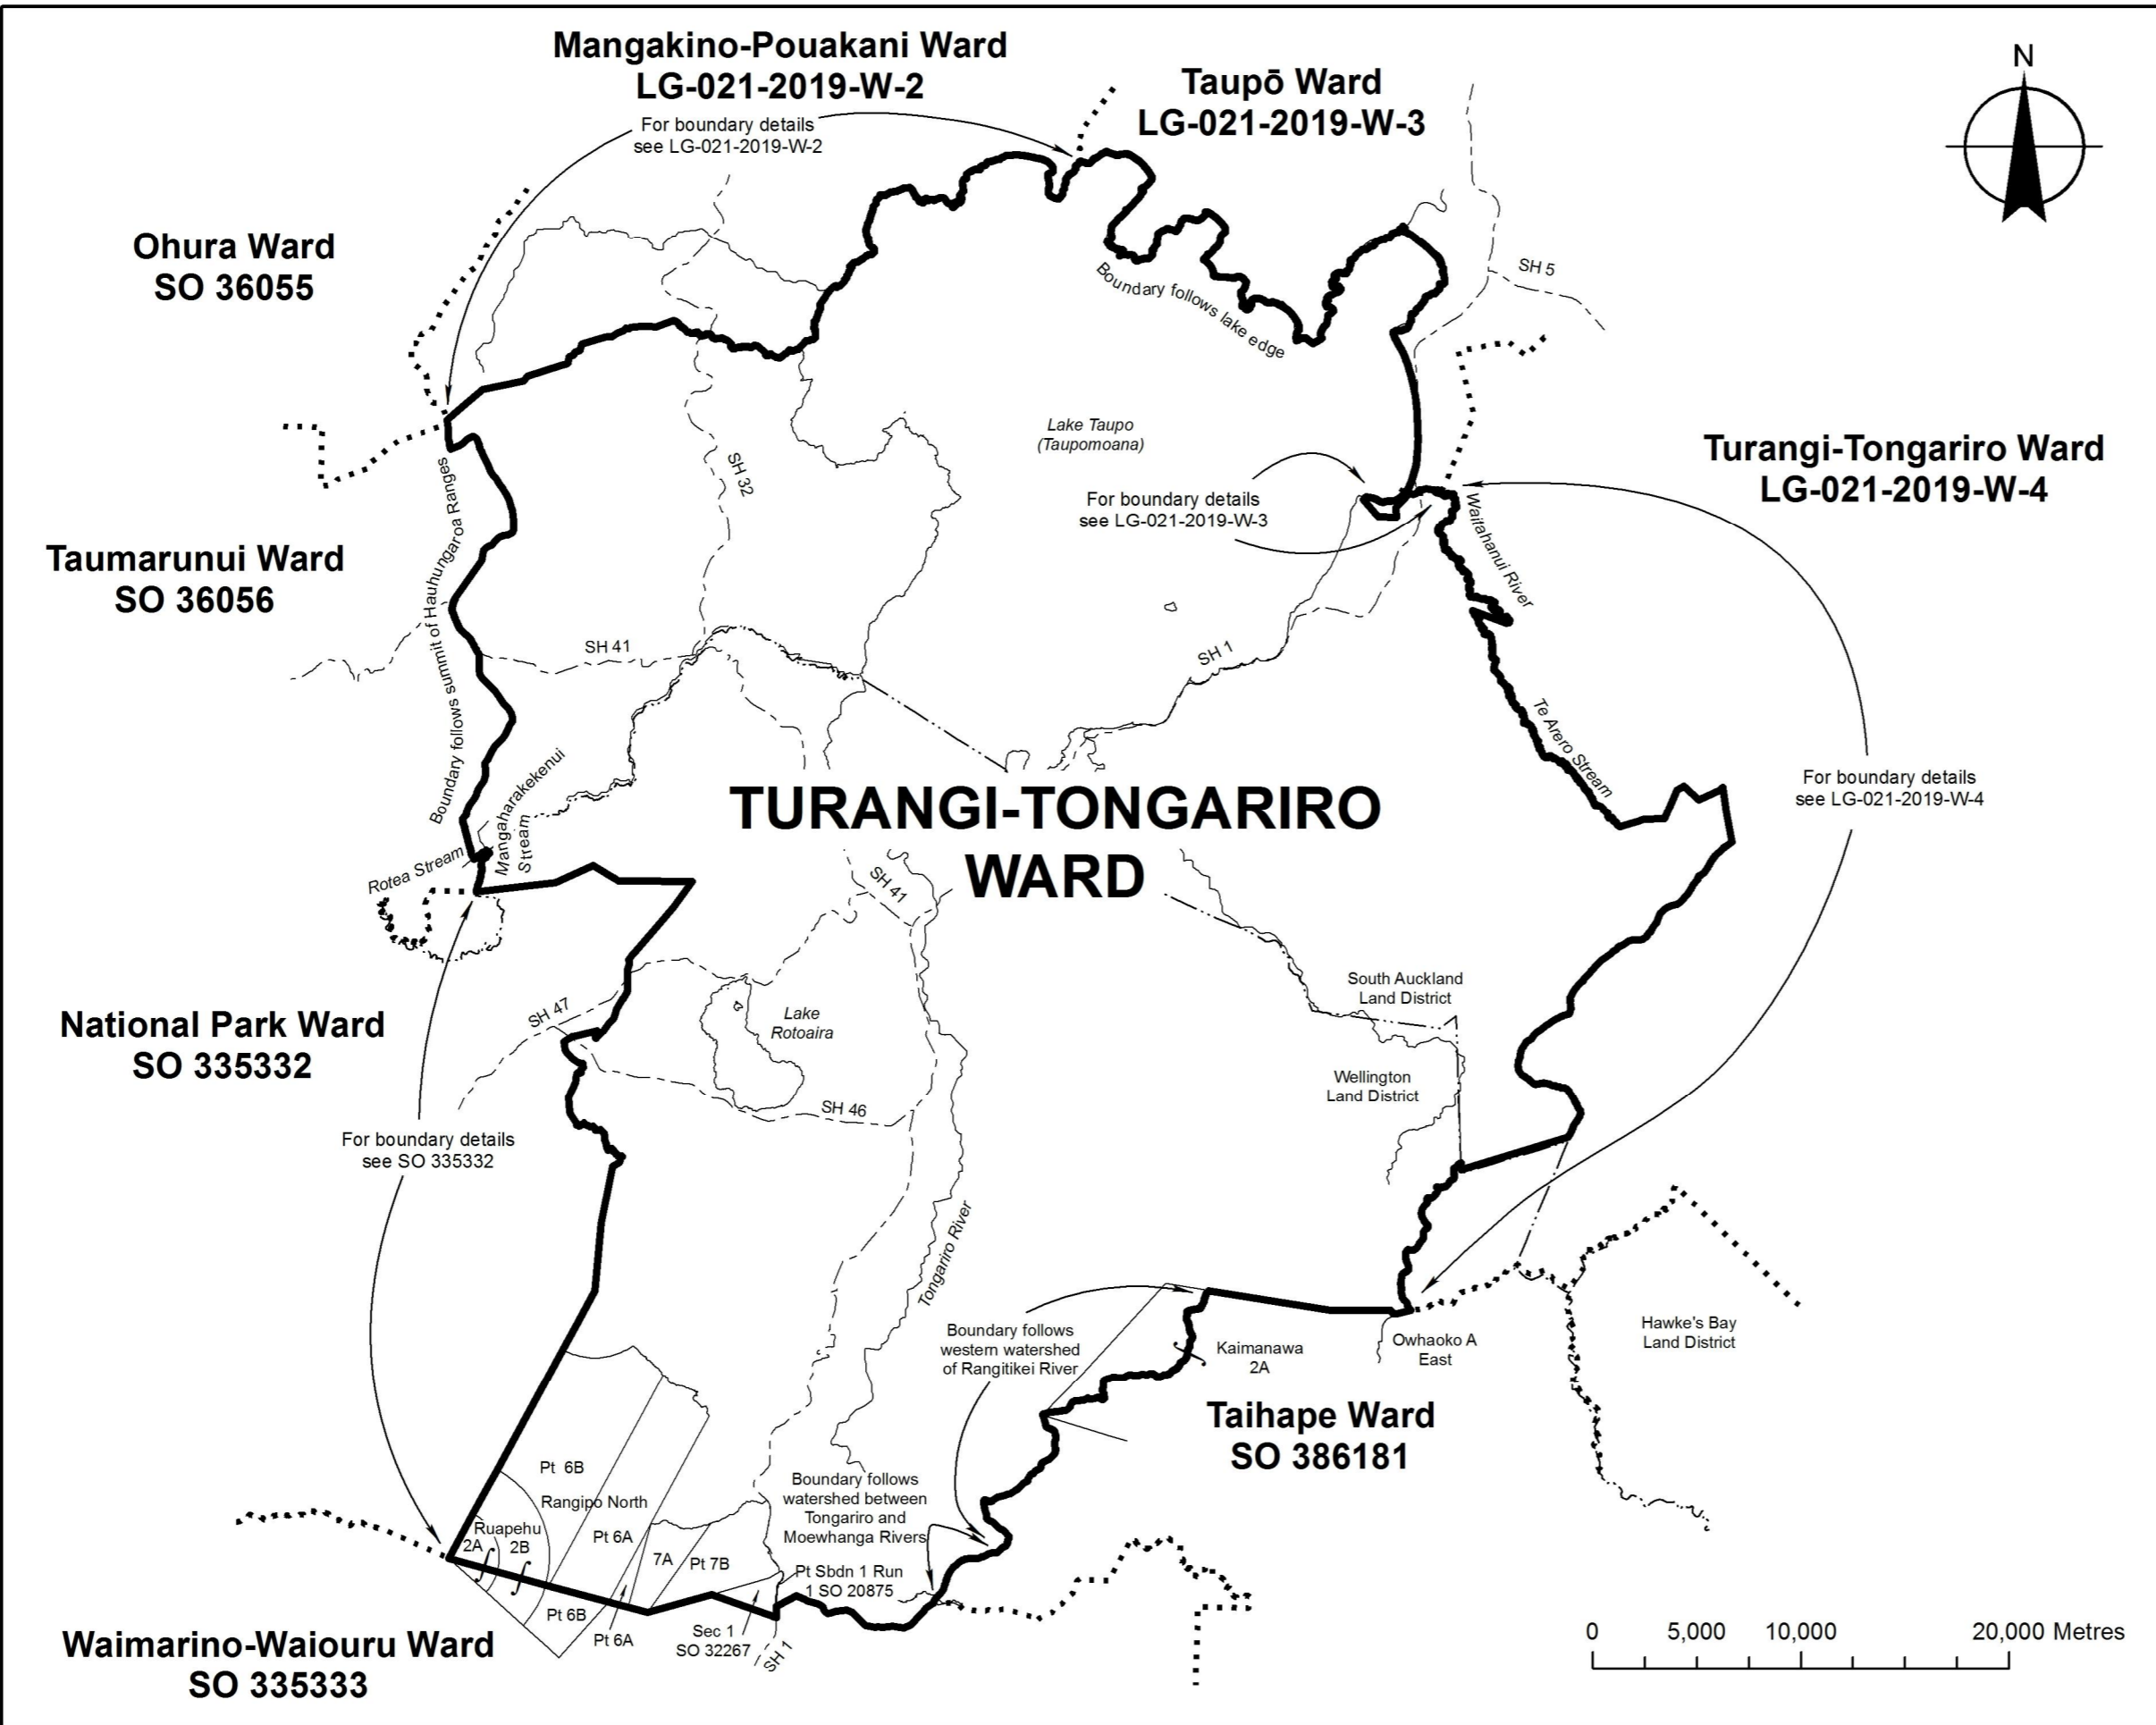 Mangakino-Pouakani Ward
LG-021-2019-W-2
For boundary details
see LG-021-2019-W-2
Taupō Ward
LG-021-2019-W-3
N
Ohura Ward
SO 36055
SH 5
Boundary follows lake edge
Lake Taupo
(Taupomoana)
Turangi-Tongariro Ward
LG-021-2019-W-4
For boundary details
see LG-021-2019-W-3
SH 32
Waitahanui River
Boundary follows summit of Hauhungaroa Ranges
Taumarunui Ward
SO 36056
SH 41
SH 1
Te Arero Stream
For boundary details
see LG-021-2019-W-4
Mangaharakekenui
Stream
Rotea Stream
TURANGI-TONGARIRO
WARD
SH 41
South Auckland
Land District
National Park Ward
SO 335332
SH 47
Lake
Rotoaira
Wellington
Land District
SH 46
For boundary details
see SO 335332
Tongariro River
Boundary follows
western watershed
of Rangitikei River
Kaimanawa
2A
Owhaoko A
East
Hawke's Bay
Land District
Taihape Ward
SO 386181
Pt 6B
Rangipo North
Ruapehu
2A
2B
Pt 6A
7A
Pt 7B
Boundary follows
watershed between
Tongariro and
Moewhanga Rivers
Pt Sbdn 1 Run
1 SO 20875
Pt 6B
Pt 6A
Sec 1
SO 32267
SH 1
Waimarino-Waiouru Ward
SO 335333
0 5,000 10,000 20,000 Metres